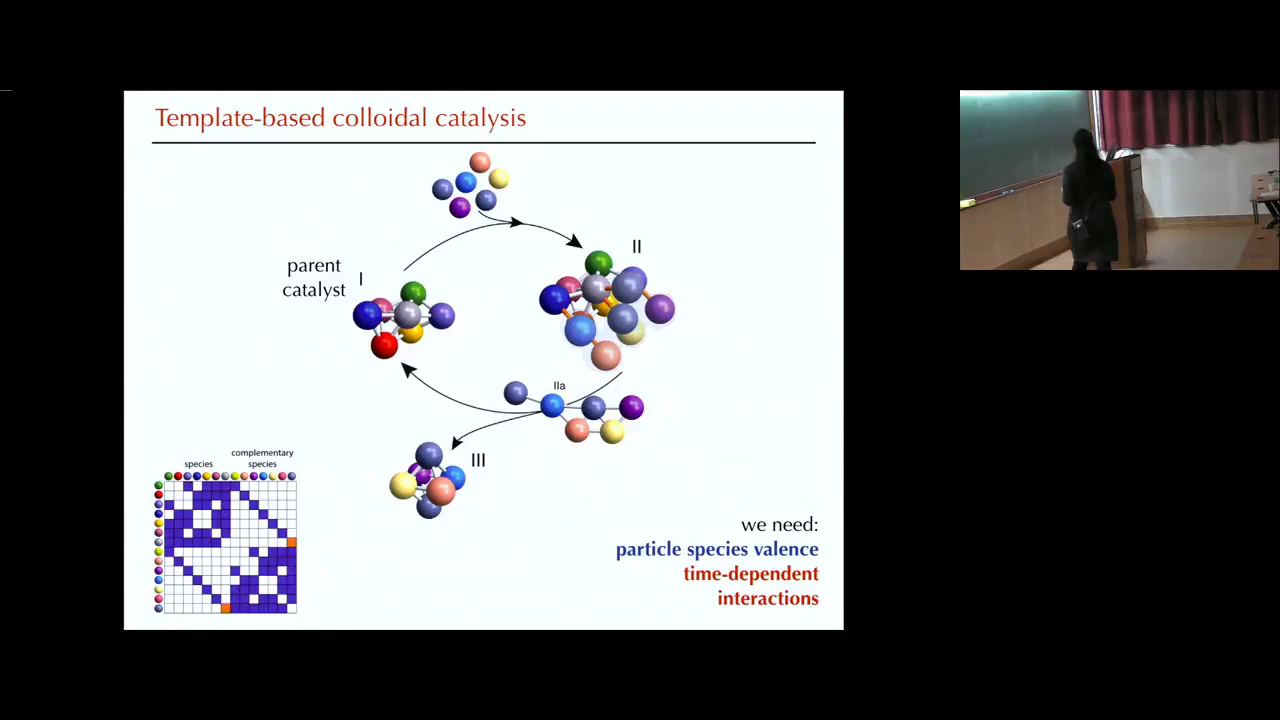 Template-based colloidal catalysis
II
parent
catalyst
I
IIa
III
complementary
species
species
we need:
particle species valence
time-dependent
interactions